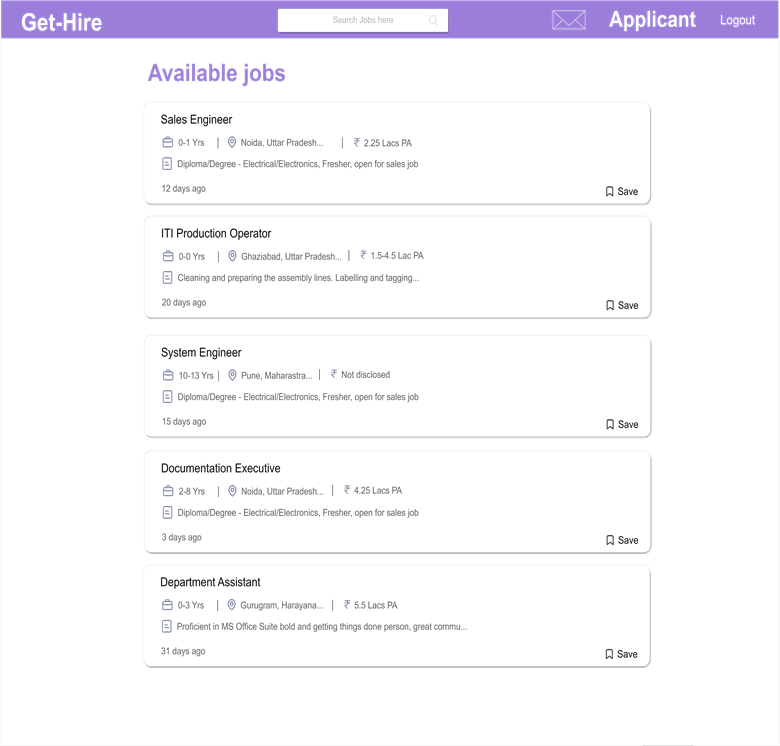 Get-Hire Search Jobs here Applicant Logout
Available jobs
Sales Engineer
0-1 Yrs | Noida, Uttar Pradesh... | ₹ 2.25 Lacs PA
Diploma/Degree - Electrical/Electronics, Fresher, open for sales job
12 days ago
Save
ITI Production Operator
0-0 Yrs | Ghaziabad, Uttar Pradesh... | ₹ 1.5-4.5 Lac PA
Cleaning and preparing the assembly lines. Labelling and tagging...
20 days ago
Save
System Engineer
10-13 Yrs | Pune, Maharastra... | ₹ Not disclosed
Diploma/Degree - Electrical/Electronics, Fresher, open for sales job
15 days ago
Save
Documentation Executive
2-8 Yrs | Noida, Uttar Pradesh... | ₹ 4.25 Lacs PA
Diploma/Degree - Electrical/Electronics, Fresher, open for sales job
3 days ago
Save
Department Assistant
0-3 Yrs | Gurugram, Harayana... | ₹ 5.5 Lacs PA
Proficient in MS Office Suite bold and getting things done person, great commu...
31 days ago
Save